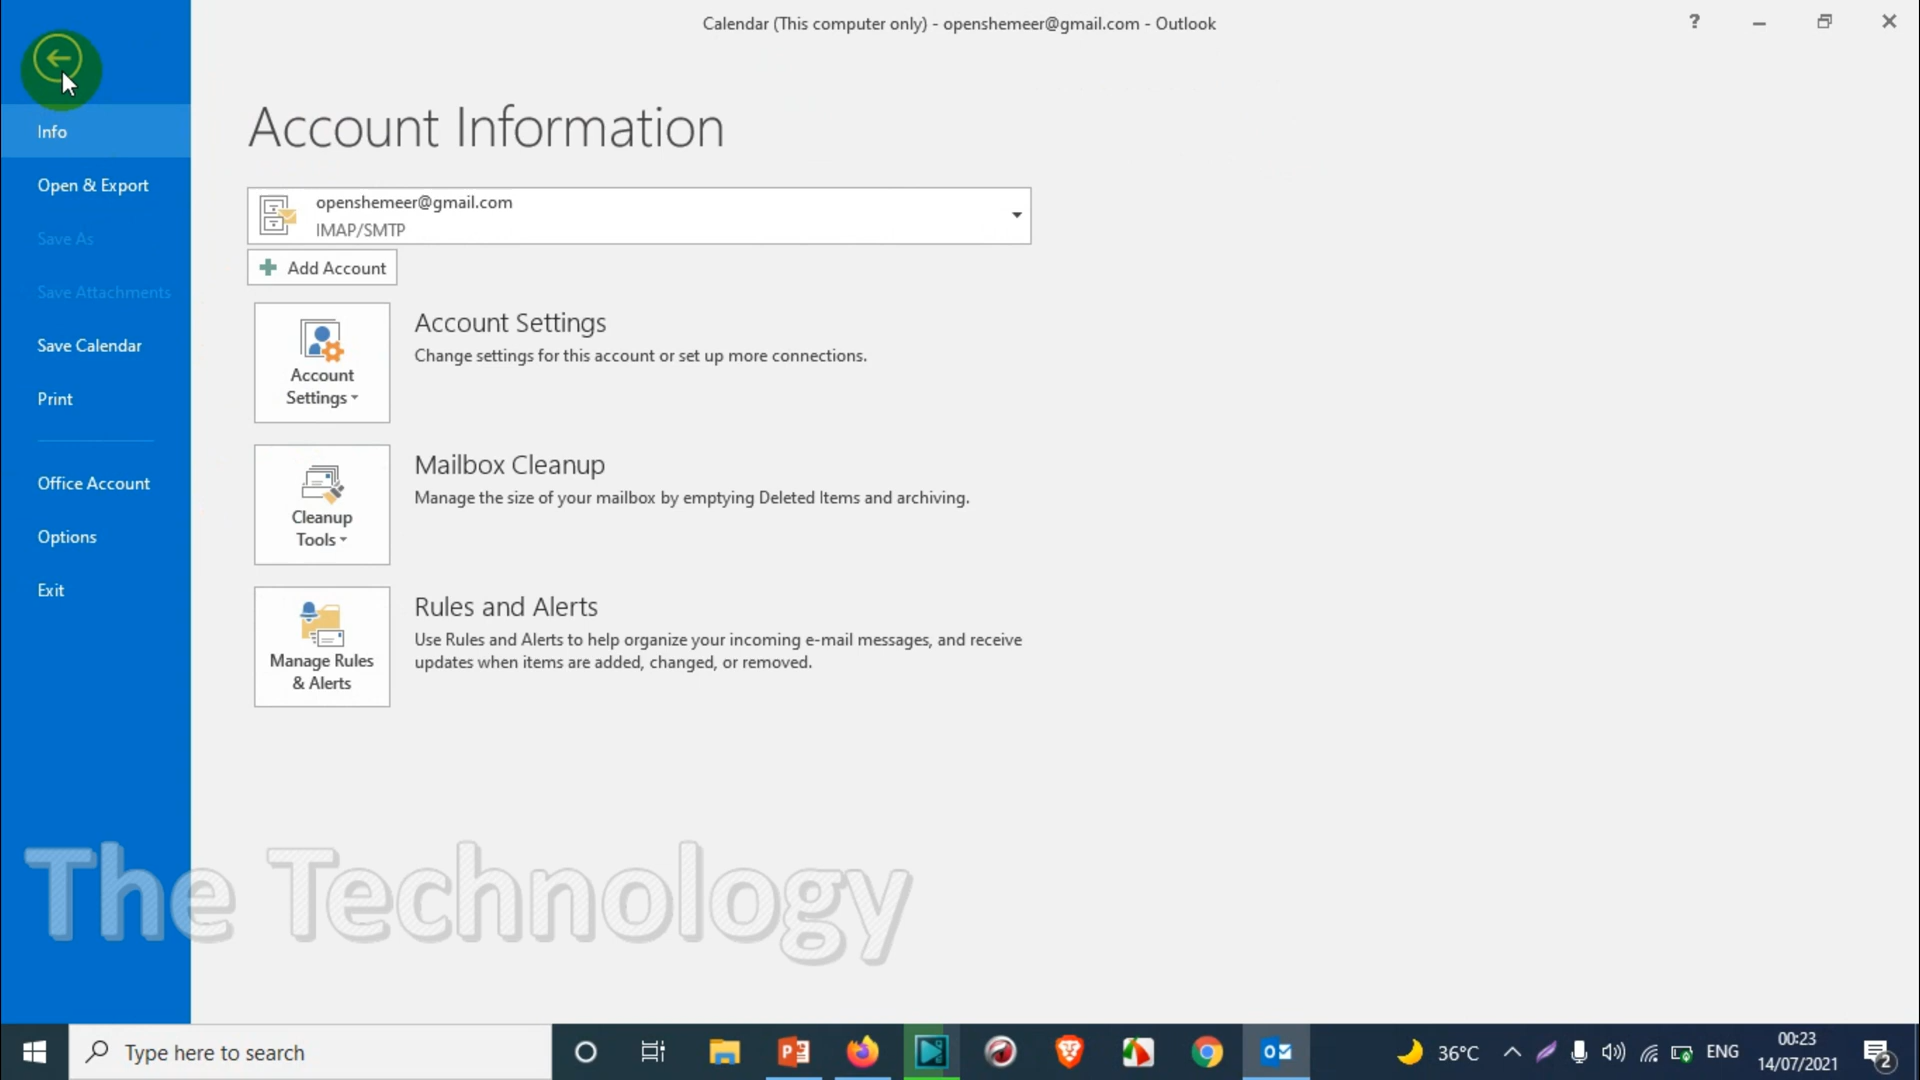 Calendar (This computer only) - openshemeer@gmail.com - Outlook
?
Info
Open & Export
Save As
Save Attachments
Save Calendar
Print
Office Account
Options
Exit
Account Information
openshemeer@gmail.com
IMAP/SMTP
Add Account
Account
Settings
Account Settings
Change settings for this account or set up more connections.
Cleanup
Tools
Mailbox Cleanup
Manage the size of your mailbox by emptying Deleted Items and archiving.
Manage Rules
& Alerts
Rules and Alerts
Use Rules and Alerts to help organize your incoming e-mail messages, and receive
updates when items are added, changed, or removed.
The Technology
Type here to search
36°C
ENG
00:23
14/07/2021
2